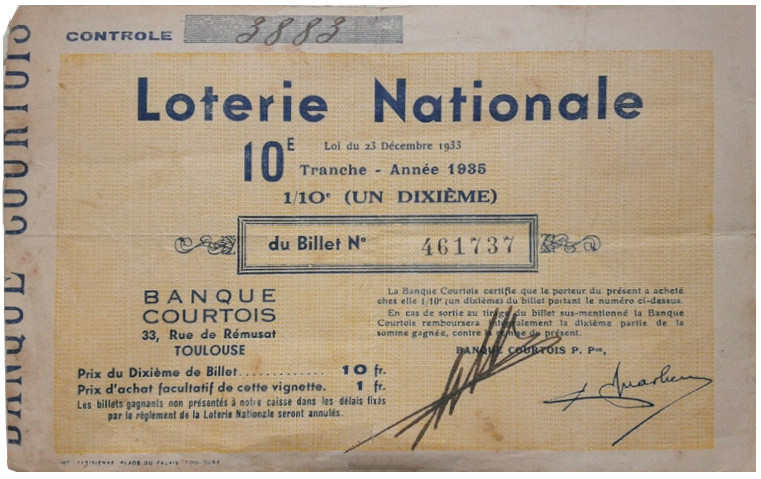 CONTROLE 3883
BANQUE COURTOIS
Loterie Nationale
Loi du 23 Décembre 1933
10E Tranche - Année 1935
1/10e (UN DIXIÈME)
du Billet No 461737
BANQUE
COURTOIS
33, Rue de Rémusat
TOULOUSE
Prix du Dixième de Billet............. 10 fr.
Prix d'achat facultatif de cette vignette. 1 fr.
Les billets gagnants non présentés à notre caisse dans les délais fixés
par le règlement de la Loterie Nationale seront annulés.
La Banque Courtois certifie que le porteur du présent a acheté
chez elle 1/10e (un dixième) du billet portant le numéro ci-dessus.
En cas de sortie au tirage du billet sus-mentionné la Banque
Courtois remboursera intégralement la dixième partie de la
somme gagnée, contre la remise du présent.
BANQUE COURTOIS P. Pon,
PARISIENNE PLACE DU PALAIS TOULOUSE